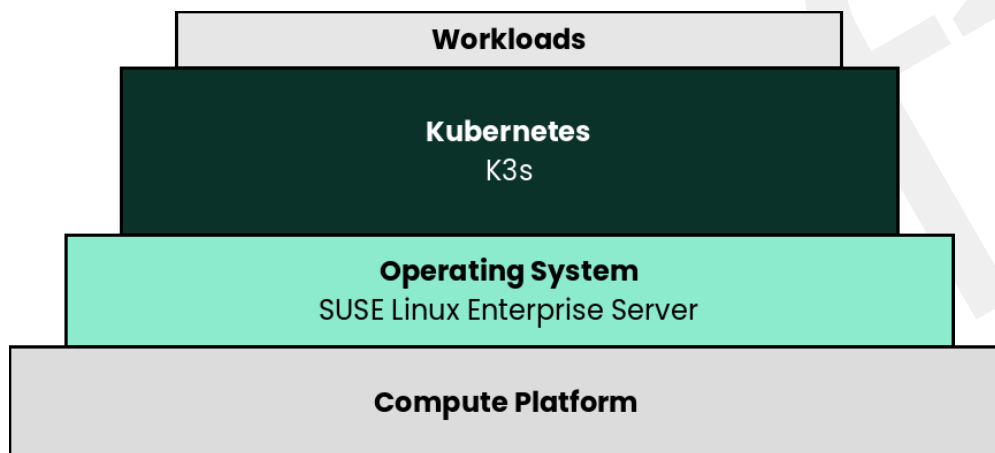 Workloads
Kubernetes
K3s
Operating System
SUSE Linux Enterprise Server
Compute Platform